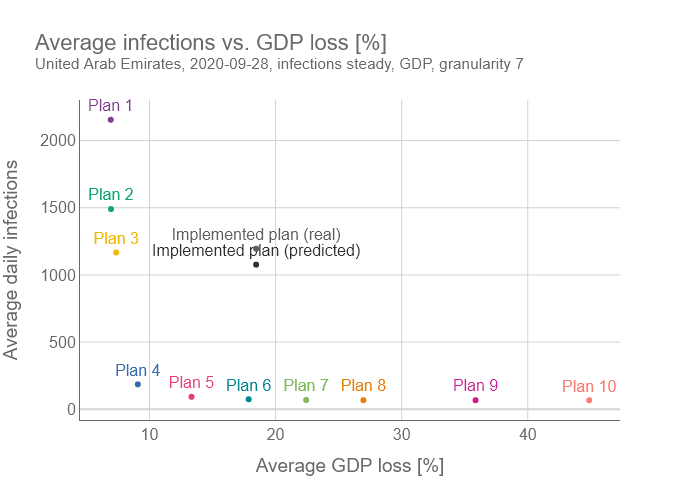 Average infections vs. GDP loss [%]
United Arab Emirates, 2020-09-28, infections steady, GDP, granularity 7
Average daily infections
2000
1500
1000
500
0
Plan 1
Plan 2
Plan 3
Implemented plan (real)
Implemented plan (predicted)
Plan 4
Plan 5
Plan 6
Plan 7
Plan 8
Plan 9
Plan 10
10
20
30
40
Average GDP loss [%]